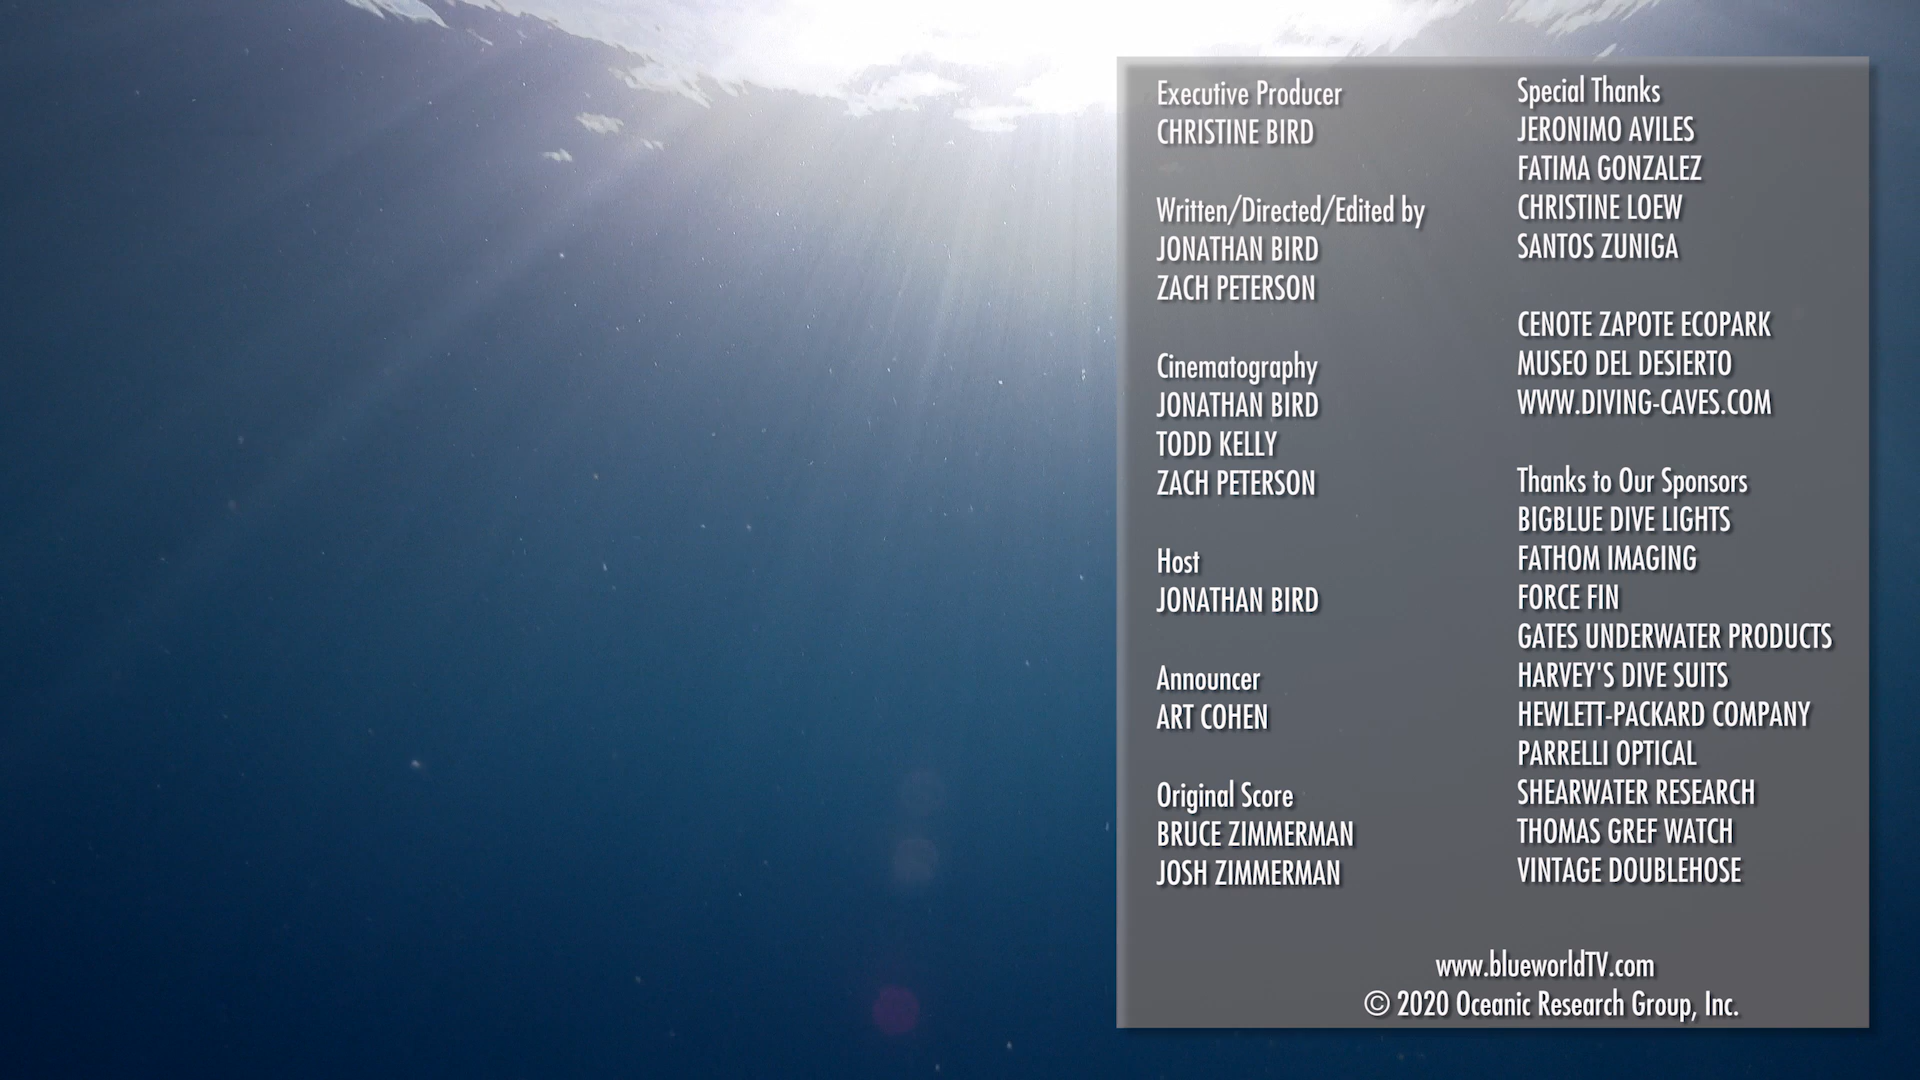 Executive Producer
CHRISTINE BIRD
Written/Directed/Edited by
JONATHAN BIRD
ZACH PETERSON
Cinematography
JONATHAN BIRD
TODD KELLY
ZACH PETERSON
Host
JONATHAN BIRD
Announcer
ART COHEN
Original Score
BRUCE ZIMMERMAN
JOSH ZIMMERMAN
Special Thanks
JERONIMO AVILES
FATIMA GONZALEZ
CHRISTINE LOEW
SANTOS ZUNIGA
CENOTE ZAPOTE ECOPARK
MUSEO DEL DESIERTO
WWW.DIVING-CAVES.COM
Thanks to Our Sponsors
BIGBLUE DIVE LIGHTS
FATHOM IMAGING
FORCE FIN
GATES UNDERWATER PRODUCTS
HARVEY'S DIVE SUITS
HEWLETT-PACKARD COMPANY
PARRELLI OPTICAL
SHEARWATER RESEARCH
THOMAS GREF WATCH
VINTAGE DOUBLEHOSE
www.blueworldTV.com
© 2020 Oceanic Research Group, Inc.